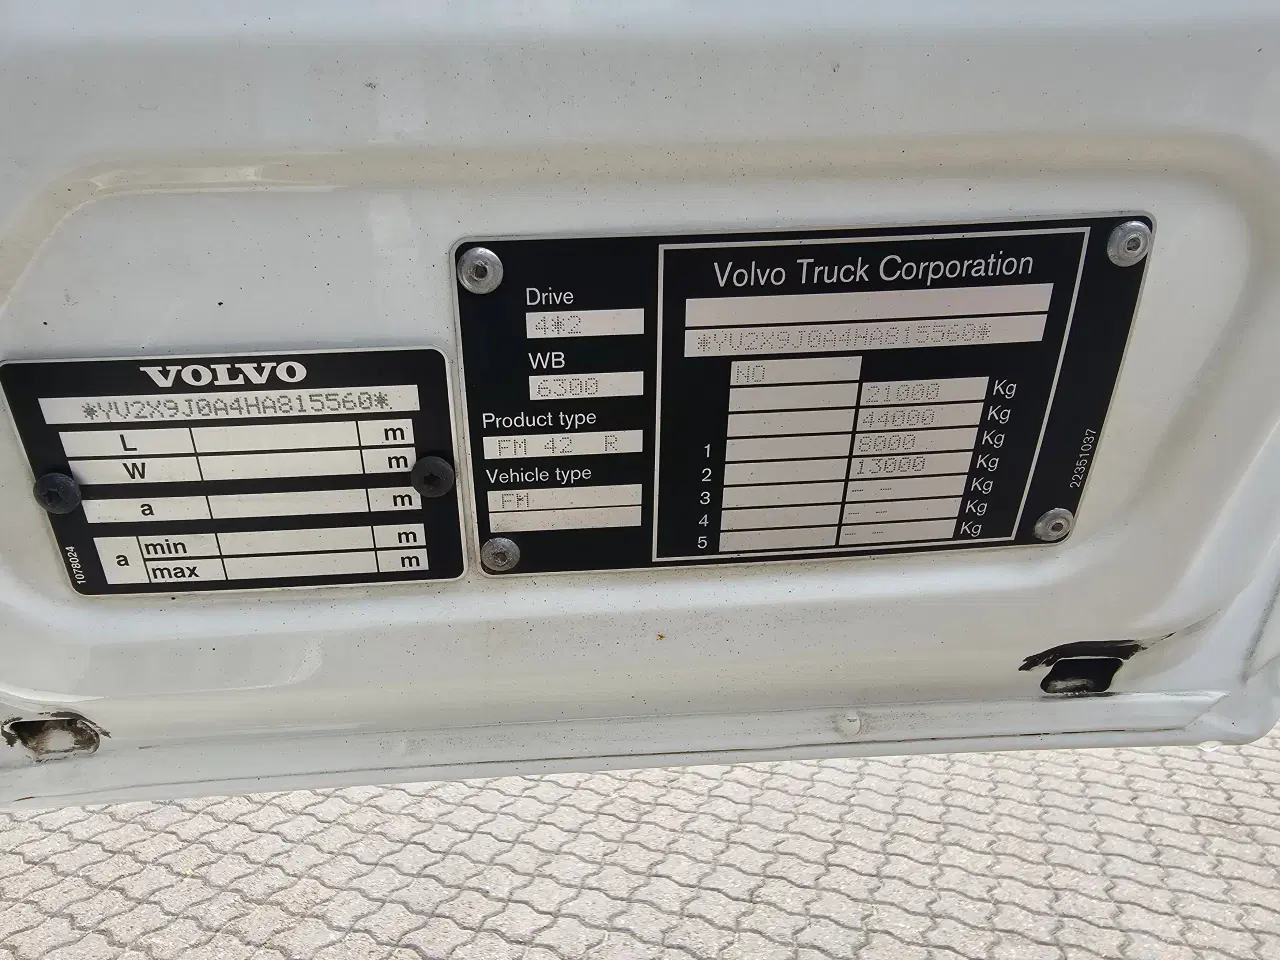 VOLVO
*YV2X9J0A4HA815560*
L m
W m
a m
a min m
max m
1078024
Drive
4*2
WB
6300
Product type
FM 42 R
Vehicle type
FM
Volvo Truck Corporation
*YV2X9J0A4HA815560*
NO
21000 Kg
44000 Kg
1 8000 Kg
2 13000 Kg
3 -- -- Kg
4 -- -- Kg
5 -- -- Kg
22351037